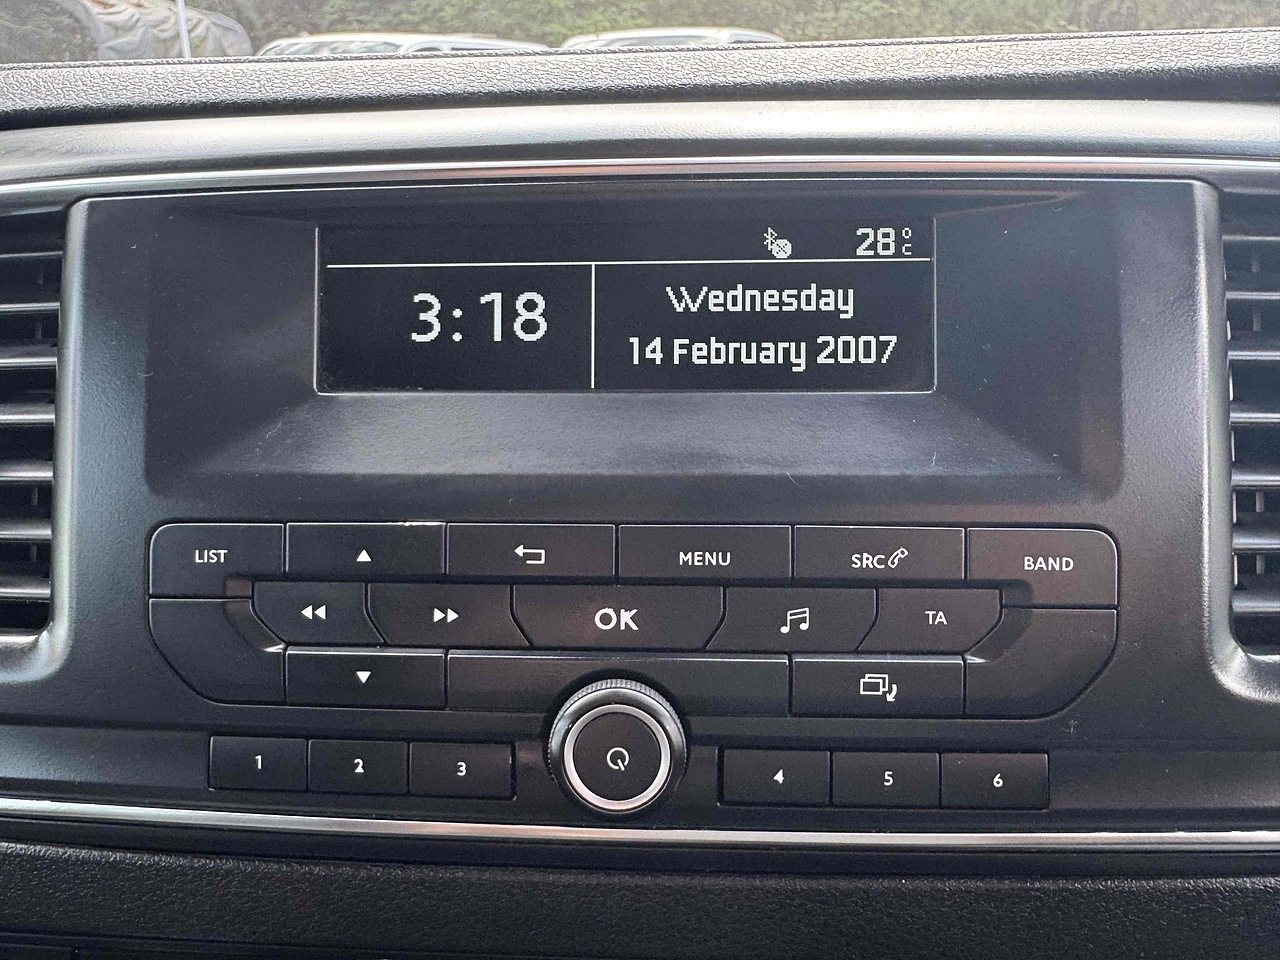 28°C
3:18
Wednesday
14 February 2007
LIST
MENU
SRC
BAND
OK
TA
1
2
3
4
5
6